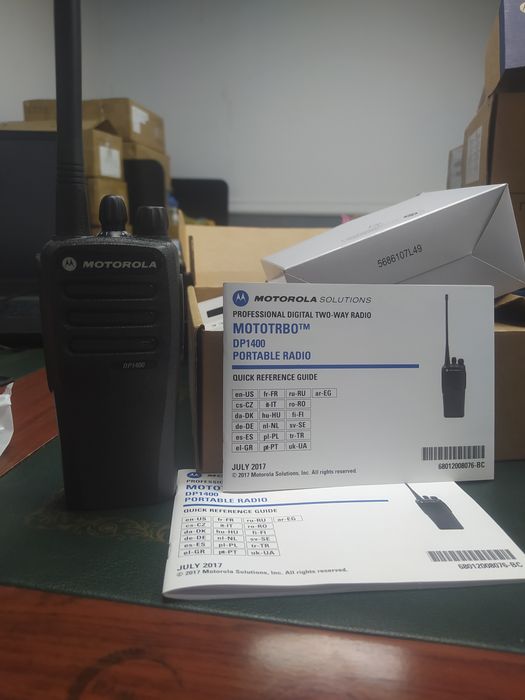 MOTOROLA
DP1400
5686107L49
MOTOROLA SOLUTIONS
PROFESSIONAL DIGITAL TWO-WAY RADIO
MOTOTRBO™
DP1400
PORTABLE RADIO
QUICK REFERENCE GUIDE
en-US fr-FR ru-RU ar-EG
cs-CZ it-IT ro-RO
da-DK hu-HU fi-FI
de-DE nl-NL sv-SE
es-ES pl-PL tr-TR
el-GR pt-PT uk-UA
JULY 2017
© 2017 Motorola Solutions, Inc. All rights reserved.
68012008076-BC
MOTO
DP1400
PORTABLE RADIO
QUICK REFERENCE GUIDE
en-US fr-FR ru-RU ar-EG
cs-CZ it-IT ro-RO
da-DK hu-HU fi-FI
de-DE nl-NL sv-SE
es-ES pl-PL tr-TR
el-GR pt-PT uk-UA
JULY 2017
© 2017 Motorola Solutions, Inc. All rights reserved.
68012008076-BC